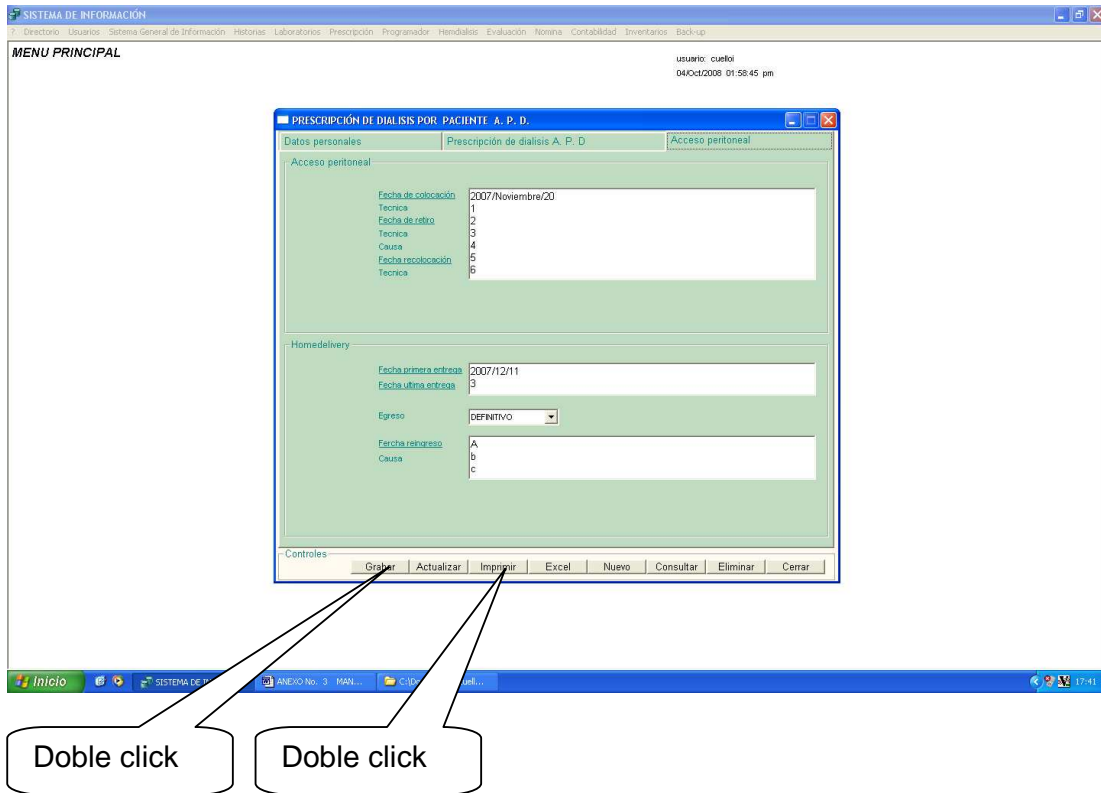 SISTEMA DE INFORMACIÓN
? Directorio Usuarios Sistema General de Información Historias Laboratorios Prescripción Programador Hemdialisis Evaluación Nomina Contabilidad Inventarios Back-up
MENU PRINCIPAL
usuario: cuelloi
04/Oct/2008 01:58:45 pm
PRESCRIPCIÓN DE DIALISIS POR PACIENTE A. P. D.
Datos personales Prescripción de dialisis A. P. D Acceso peritoneal
Acceso peritoneal
Fecha de colocación 2007/Noviembre/20
Tecnica 1
Fecha de retiro 2
Tecnica 3
Causa 4
Fecha recolocación 5
Tecnica 6
Homedelivery
Fecha primera entrega 2007/12/11
Fecha ultima entrega 3
Egreso DEFINITIVO
Fercha reingreso A
Causa b
c
Controles
Grabar Actualizar Imprimir Excel Nuevo Consultar Eliminar Cerrar
Inicio SISTEMA DE ANEXO No. 3 MAN... C:\Do uell... 17:41
Doble click Doble click